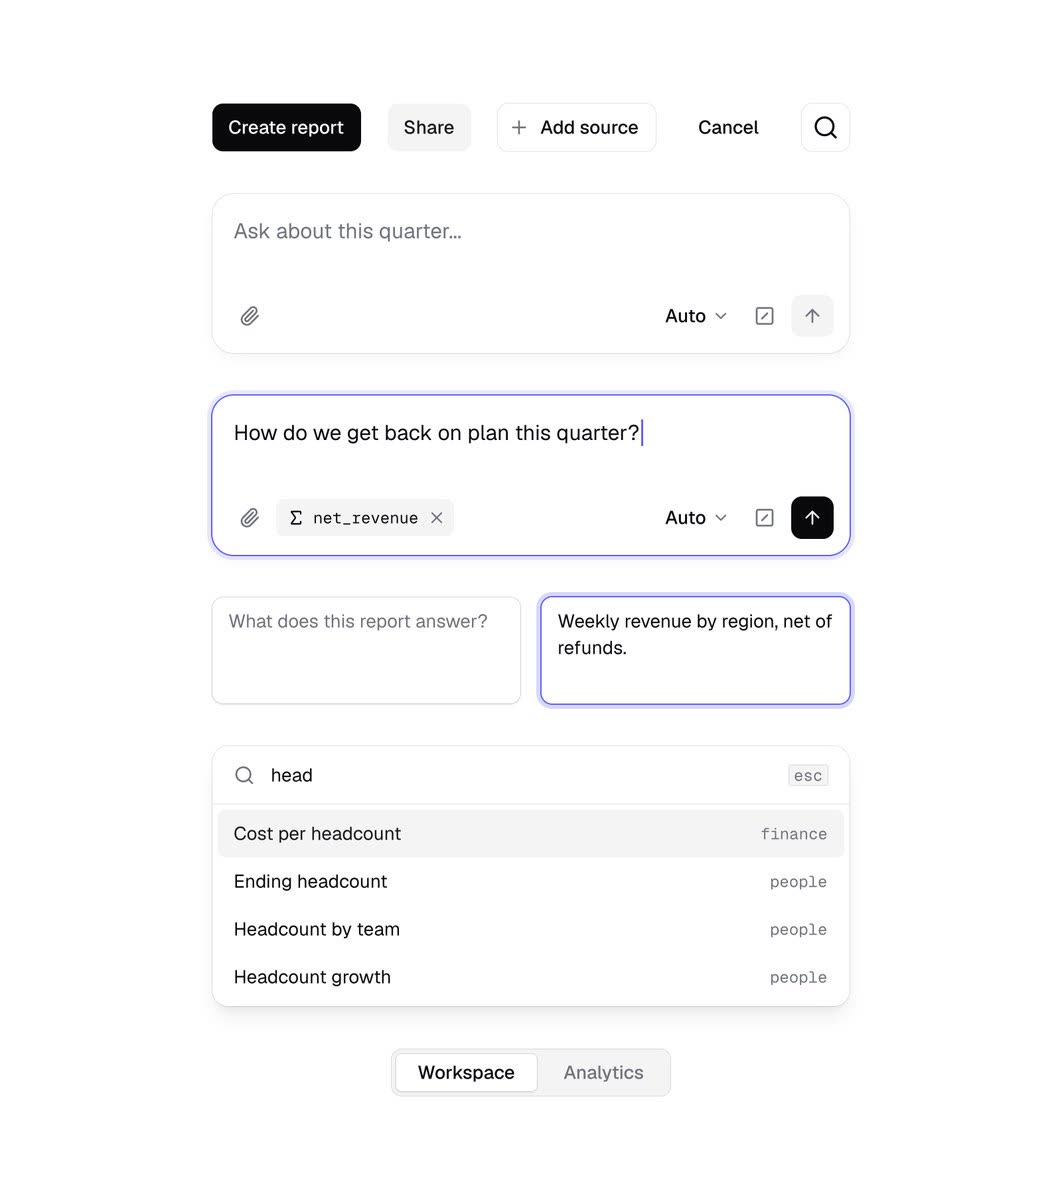 Create report
Share
Add source
Cancel
Ask about this quarter...
Auto
How do we get back on plan this quarter?
Σ net_revenue
Auto
What does this report answer?
Weekly revenue by region, net of
refunds.
head
esc
Cost per headcount finance
Ending headcount people
Headcount by team people
Headcount growth people
Workspace
Analytics